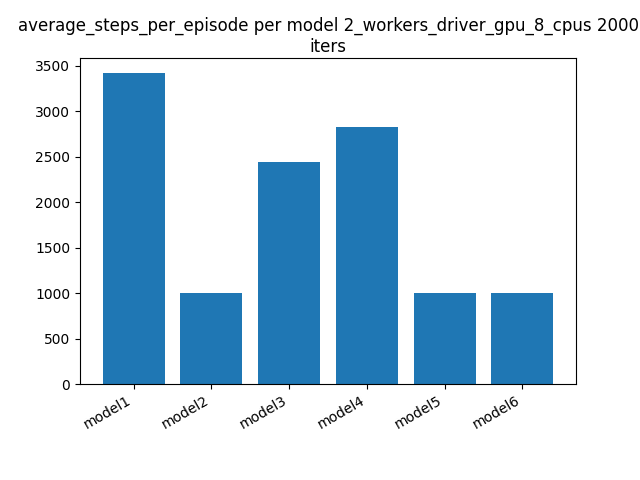 average_steps_per_episode per model 2_workers_driver_gpu_8_cpus 2000
iters
3500
3000
2500
2000
1500
1000
500
0
model1
model2
model3
model4
model5
model6